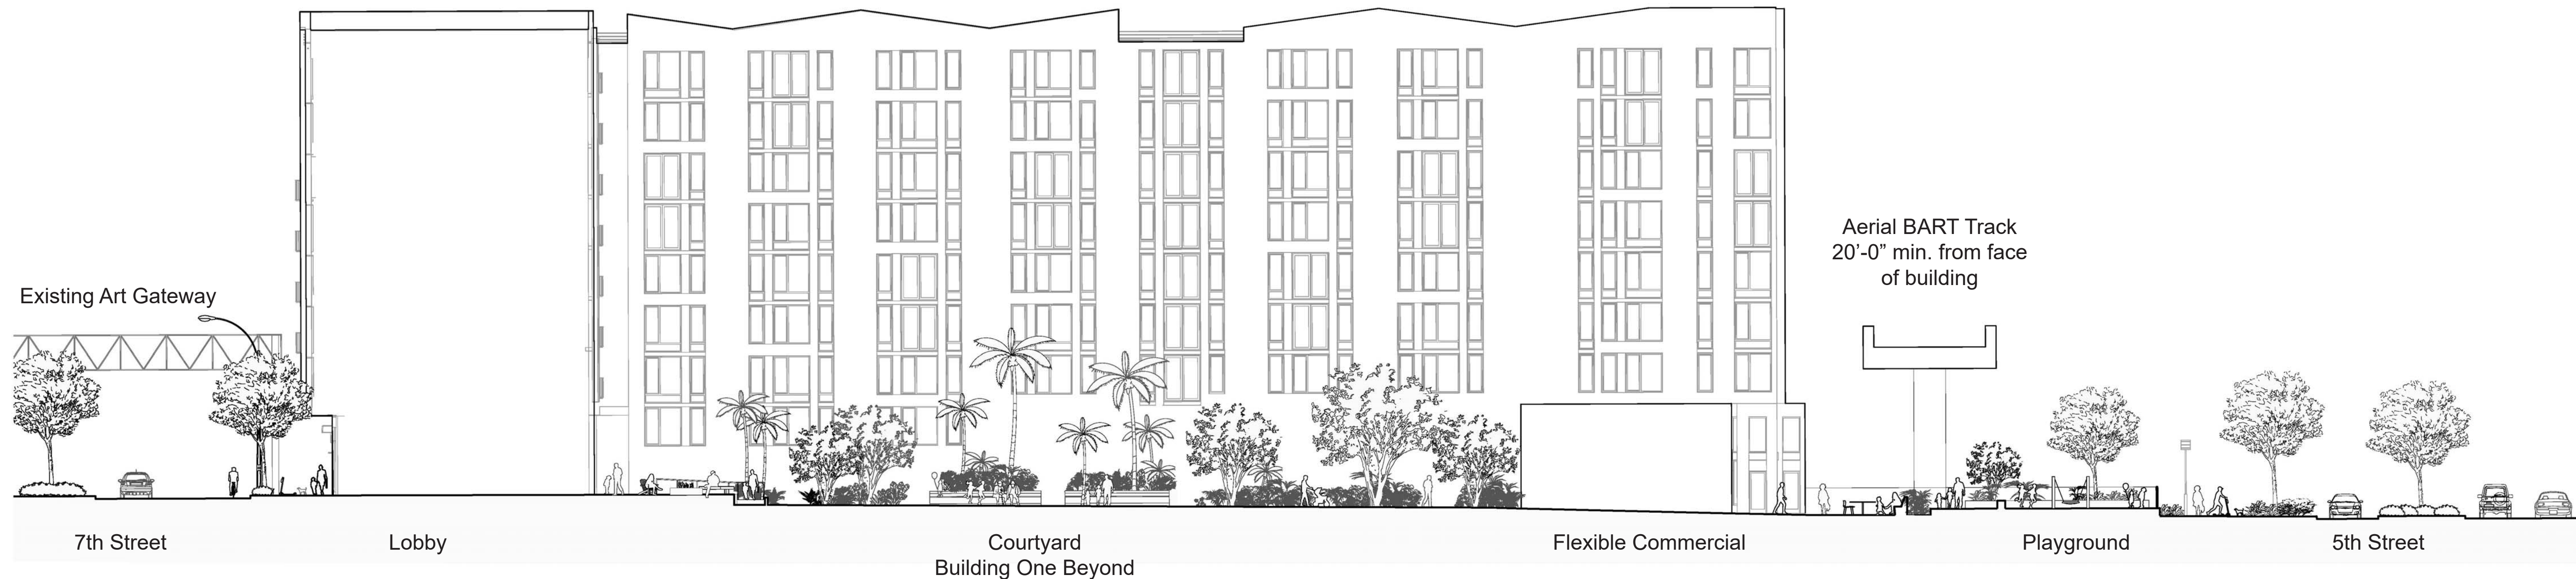 Existing Art Gateway
Aerial BART Track
20’-0” min. from face
of building
7th Street
Lobby
Courtyard
Building One Beyond
Flexible Commercial
Playground
5th Street